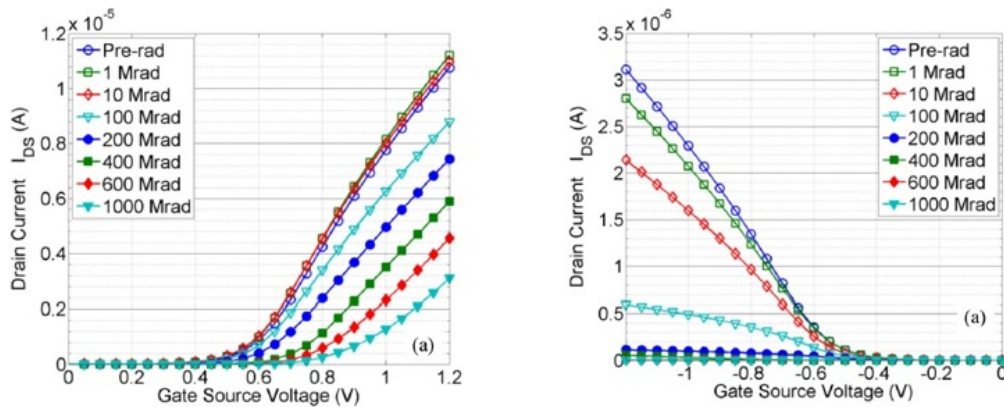 x 10⁻⁵
1.2
1
0.8
0.6
0.4
0.2
0
Drain Current I_DS (A)
Pre-rad
1 Mrad
10 Mrad
100 Mrad
200 Mrad
400 Mrad
600 Mrad
1000 Mrad
(a)
0 0.2 0.4 0.6 0.8 1 1.2
Gate Source Voltage (V)
x 10⁻⁶
3.5
3
2.5
2
1.5
1
0.5
0
Drain Current I_DS (A)
Pre-rad
1 Mrad
10 Mrad
100 Mrad
200 Mrad
400 Mrad
600 Mrad
1000 Mrad
(a)
-1 -0.8 -0.6 -0.4 -0.2 0
Gate Source Voltage (V)